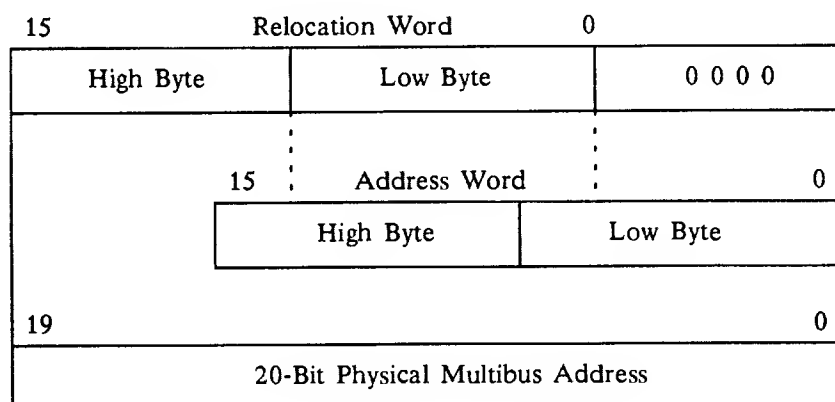 15 Relocation Word 0
High Byte Low Byte 0 0 0 0
15 Address Word 0
High Byte Low Byte
19 0
20-Bit Physical Multibus Address